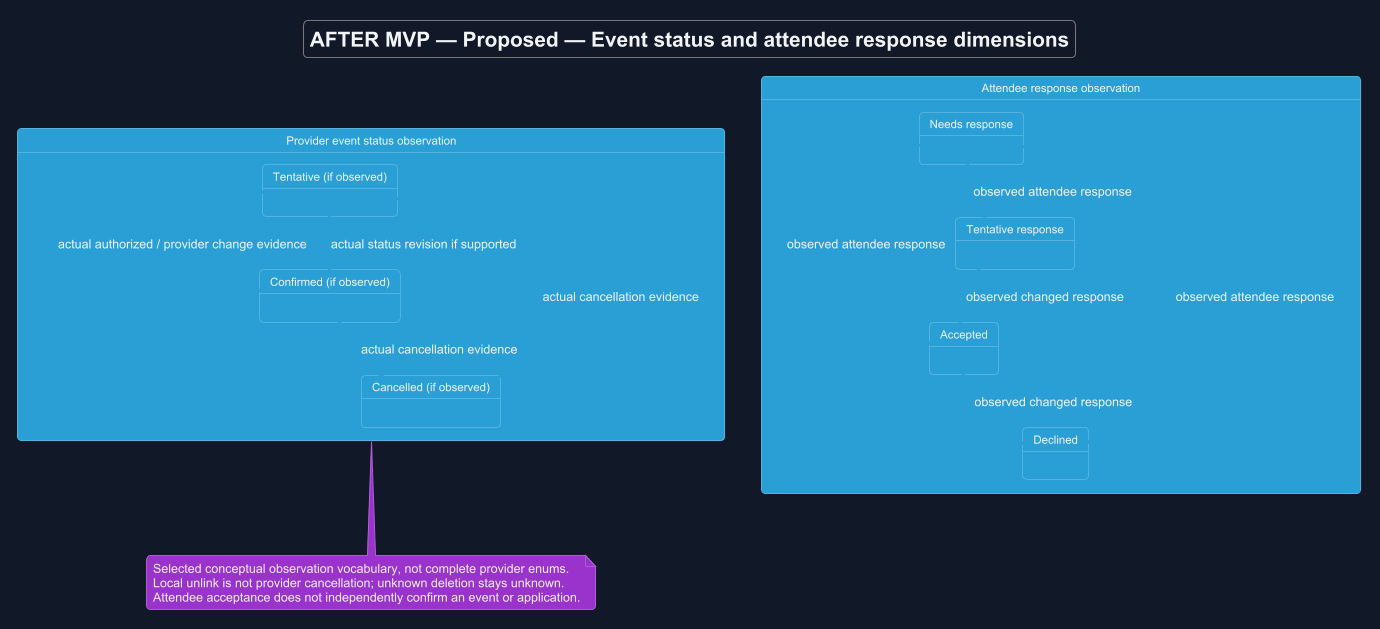 AFTER MVP — Proposed — Event status and attendee response dimensions
Provider event status observation
Tentative (if observed)
actual authorized / provider change evidence
actual status revision if supported
Confirmed (if observed)
actual cancellation evidence
actual cancellation evidence
Cancelled (if observed)
Attendee response observation
Needs response
observed attendee response
Tentative response
observed attendee response
observed changed response
observed attendee response
Accepted
observed changed response
Declined
Selected conceptual observation vocabulary, not complete provider enums.
Local unlink is not provider cancellation; unknown deletion stays unknown.
Attendee acceptance does not independently confirm an event or application.